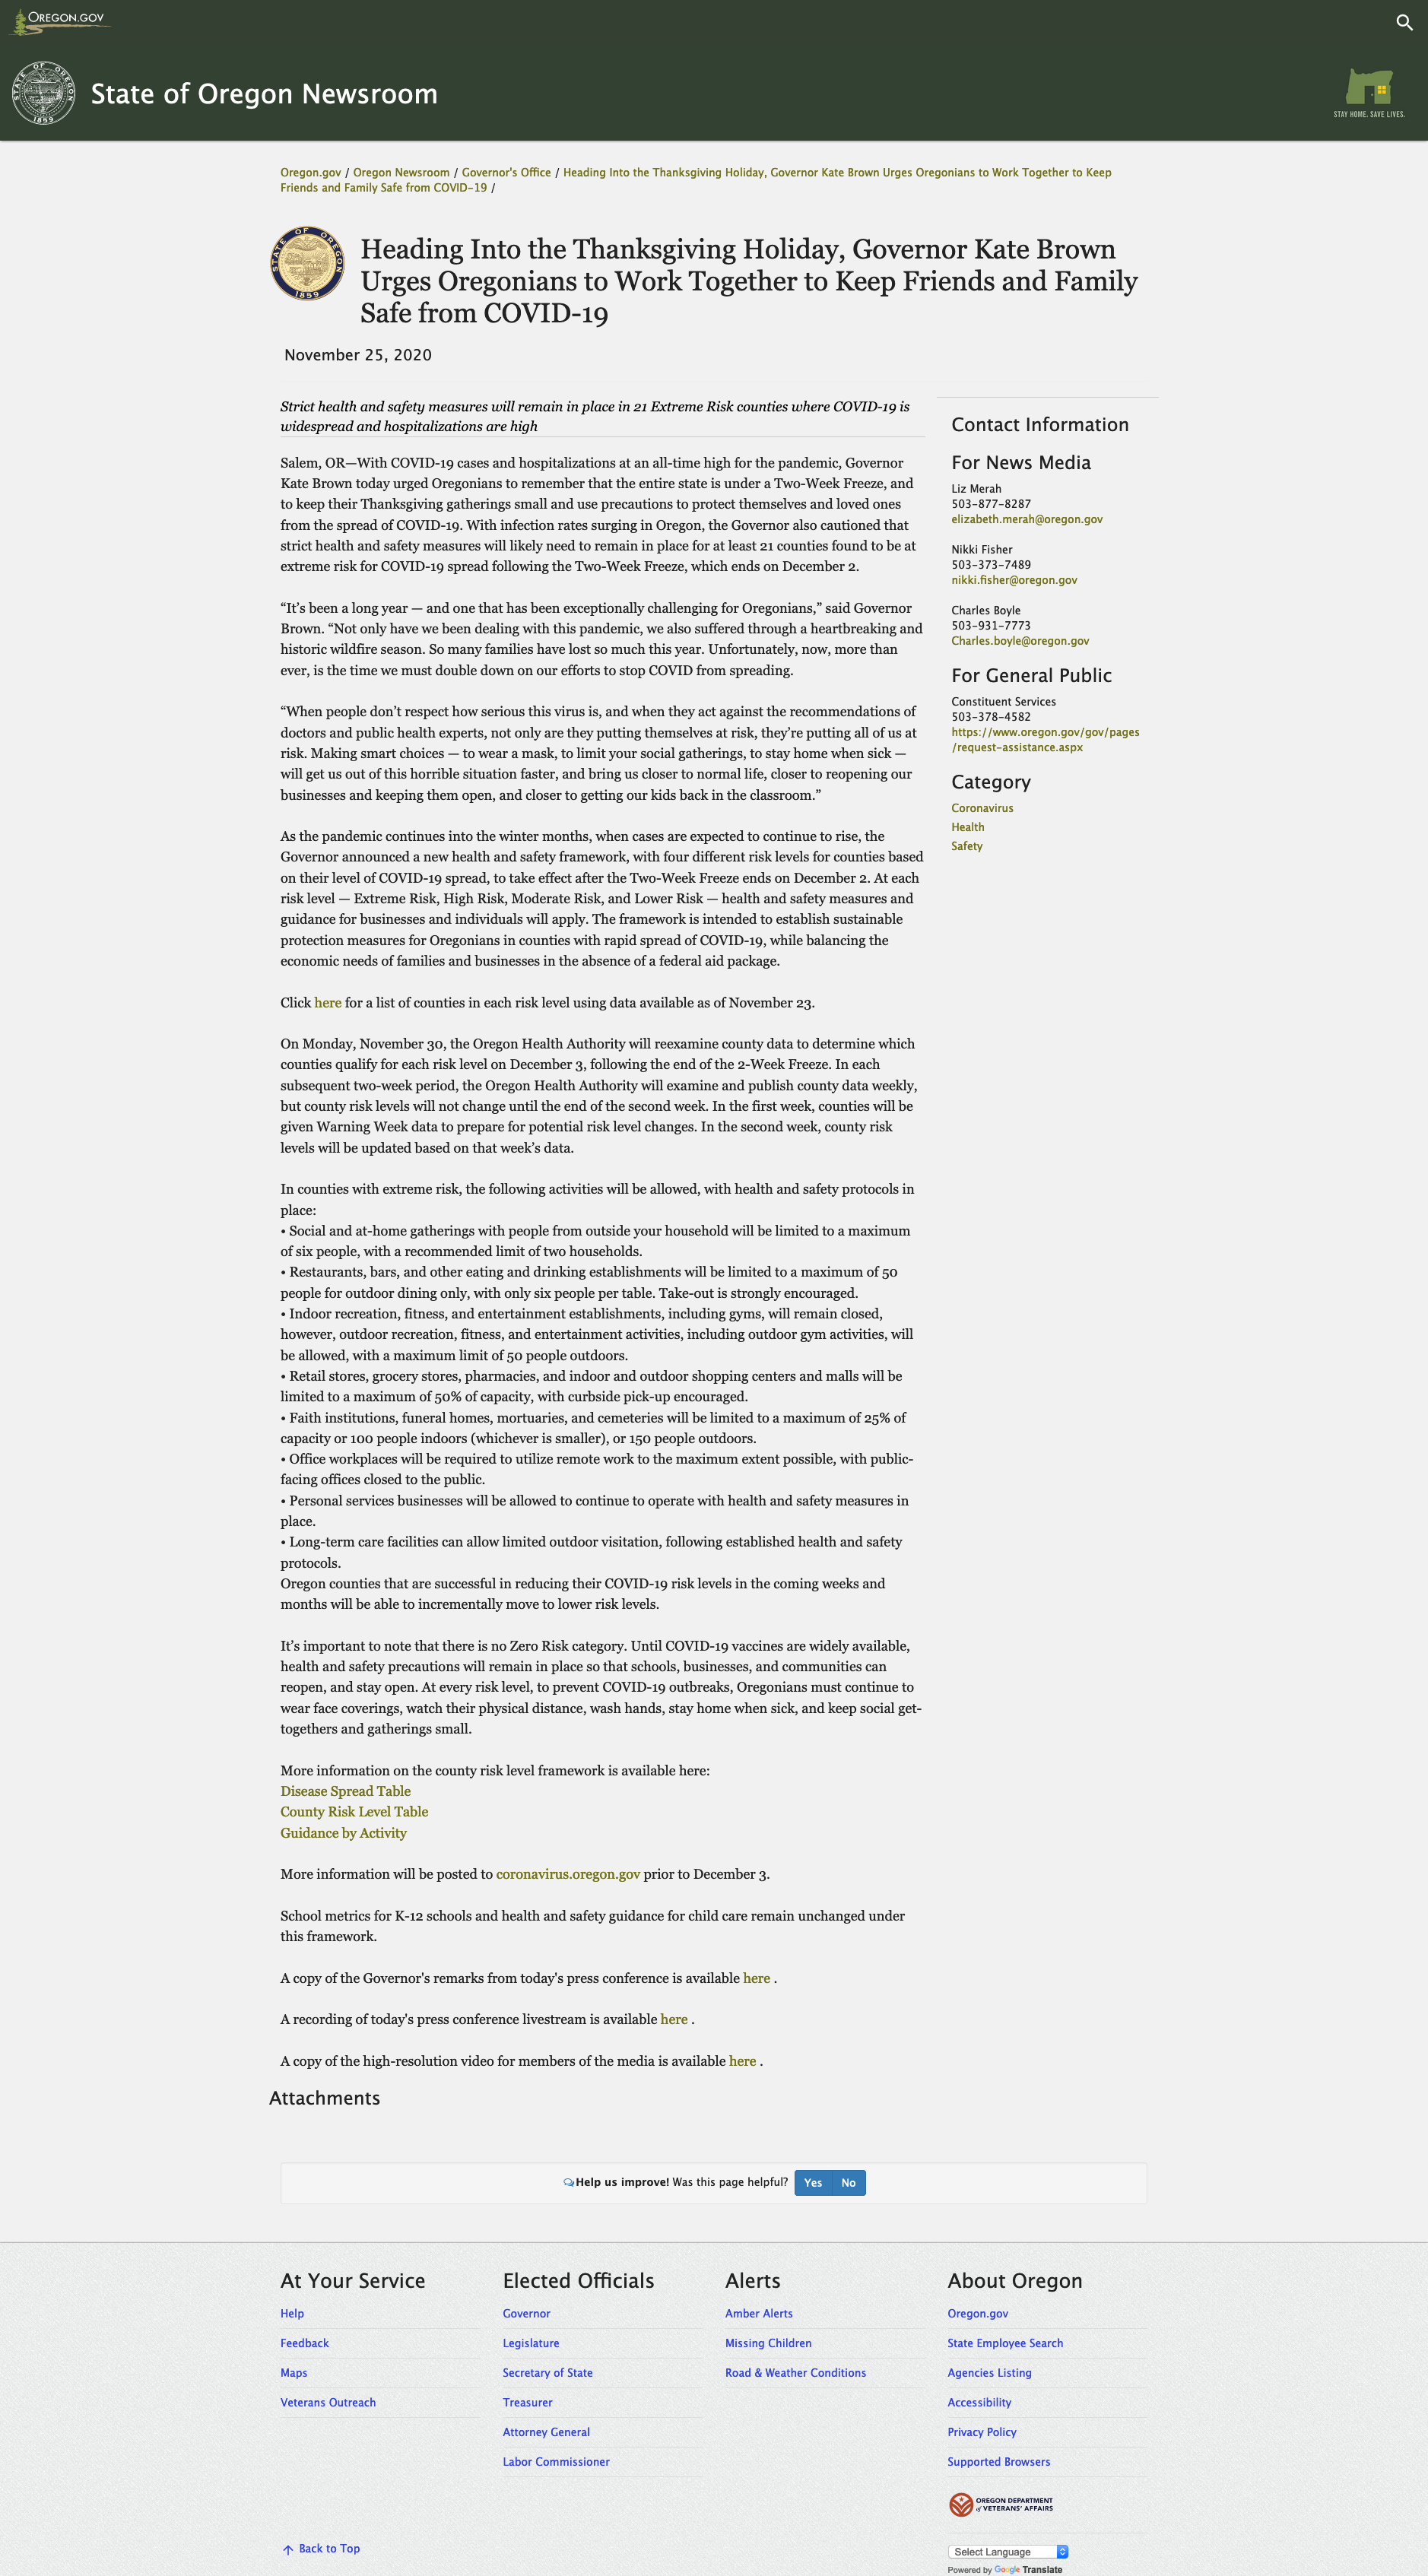 OREGON.GOV
STATE OF OREGON
1859
State of Oregon Newsroom
STAY HOME. SAVE LIVES.
Oregon.gov / Oregon Newsroom / Governor's Office / Heading Into the Thanksgiving Holiday, Governor Kate Brown Urges Oregonians to Work Together to Keep
Friends and Family Safe from COVID-19 /
STATE OF OREGON
1859
Heading Into the Thanksgiving Holiday, Governor Kate Brown
Urges Oregonians to Work Together to Keep Friends and Family
Safe from COVID-19
November 25, 2020
Strict health and safety measures will remain in place in 21 Extreme Risk counties where COVID-19 is
widespread and hospitalizations are high
Salem, OR—With COVID-19 cases and hospitalizations at an all-time high for the pandemic, Governor
Kate Brown today urged Oregonians to remember that the entire state is under a Two-Week Freeze, and
to keep their Thanksgiving gatherings small and use precautions to protect themselves and loved ones
from the spread of COVID-19. With infection rates surging in Oregon, the Governor also cautioned that
strict health and safety measures will likely need to remain in place for at least 21 counties found to be at
extreme risk for COVID-19 spread following the Two-Week Freeze, which ends on December 2.
“It’s been a long year — and one that has been exceptionally challenging for Oregonians,” said Governor
Brown. “Not only have we been dealing with this pandemic, we also suffered through a heartbreaking and
historic wildfire season. So many families have lost so much this year. Unfortunately, now, more than
ever, is the time we must double down on our efforts to stop COVID from spreading.
“When people don’t respect how serious this virus is, and when they act against the recommendations of
doctors and public health experts, not only are they putting themselves at risk, they’re putting all of us at
risk. Making smart choices — to wear a mask, to limit your social gatherings, to stay home when sick —
will get us out of this horrible situation faster, and bring us closer to normal life, closer to reopening our
businesses and keeping them open, and closer to getting our kids back in the classroom.”
As the pandemic continues into the winter months, when cases are expected to continue to rise, the
Governor announced a new health and safety framework, with four different risk levels for counties based
on their level of COVID-19 spread, to take effect after the Two-Week Freeze ends on December 2. At each
risk level — Extreme Risk, High Risk, Moderate Risk, and Lower Risk — health and safety measures and
guidance for businesses and individuals will apply. The framework is intended to establish sustainable
protection measures for Oregonians in counties with rapid spread of COVID-19, while balancing the
economic needs of families and businesses in the absence of a federal aid package.
Click here for a list of counties in each risk level using data available as of November 23.
On Monday, November 30, the Oregon Health Authority will reexamine county data to determine which
counties qualify for each risk level on December 3, following the end of the 2-Week Freeze. In each
subsequent two-week period, the Oregon Health Authority will examine and publish county data weekly,
but county risk levels will not change until the end of the second week. In the first week, counties will be
given Warning Week data to prepare for potential risk level changes. In the second week, county risk
levels will be updated based on that week’s data.
In counties with extreme risk, the following activities will be allowed, with health and safety protocols in
place:
• Social and at-home gatherings with people from outside your household will be limited to a maximum
of six people, with a recommended limit of two households.
• Restaurants, bars, and other eating and drinking establishments will be limited to a maximum of 50
people for outdoor dining only, with only six people per table. Take-out is strongly encouraged.
• Indoor recreation, fitness, and entertainment establishments, including gyms, will remain closed,
however, outdoor recreation, fitness, and entertainment activities, including outdoor gym activities, will
be allowed, with a maximum limit of 50 people outdoors.
• Retail stores, grocery stores, pharmacies, and indoor and outdoor shopping centers and malls will be
limited to a maximum of 50% of capacity, with curbside pick-up encouraged.
• Faith institutions, funeral homes, mortuaries, and cemeteries will be limited to a maximum of 25% of
capacity or 100 people indoors (whichever is smaller), or 150 people outdoors.
• Office workplaces will be required to utilize remote work to the maximum extent possible, with public-
facing offices closed to the public.
• Personal services businesses will be allowed to continue to operate with health and safety measures in
place.
• Long-term care facilities can allow limited outdoor visitation, following established health and safety
protocols.
Oregon counties that are successful in reducing their COVID-19 risk levels in the coming weeks and
months will be able to incrementally move to lower risk levels.
It’s important to note that there is no Zero Risk category. Until COVID-19 vaccines are widely available,
health and safety precautions will remain in place so that schools, businesses, and communities can
reopen, and stay open. At every risk level, to prevent COVID-19 outbreaks, Oregonians must continue to
wear face coverings, watch their physical distance, wash hands, stay home when sick, and keep social get-
togethers and gatherings small.
More information on the county risk level framework is available here:
Disease Spread Table
County Risk Level Table
Guidance by Activity
More information will be posted to coronavirus.oregon.gov prior to December 3.
School metrics for K-12 schools and health and safety guidance for child care remain unchanged under
this framework.
A copy of the Governor's remarks from today's press conference is available here .
A recording of today's press conference livestream is available here .
A copy of the high-resolution video for members of the media is available here .
Contact Information
For News Media
Liz Merah
503-877-8287
elizabeth.merah@oregon.gov
Nikki Fisher
503-373-7489
nikki.fisher@oregon.gov
Charles Boyle
503-931-7773
Charles.boyle@oregon.gov
For General Public
Constituent Services
503-378-4582
https://www.oregon.gov/gov/pages
/request-assistance.aspx
Category
Coronavirus
Health
Safety
Attachments
Help us improve! Was this page helpful? Yes No
At Your Service
Help
Feedback
Maps
Veterans Outreach
Elected Officials
Governor
Legislature
Secretary of State
Treasurer
Attorney General
Labor Commissioner
Alerts
Amber Alerts
Missing Children
Road & Weather Conditions
About Oregon
Oregon.gov
State Employee Search
Agencies Listing
Accessibility
Privacy Policy
Supported Browsers
OREGON DEPARTMENT
of VETERANS' AFFAIRS
Back to Top
Select Language
Powered by Google Translate